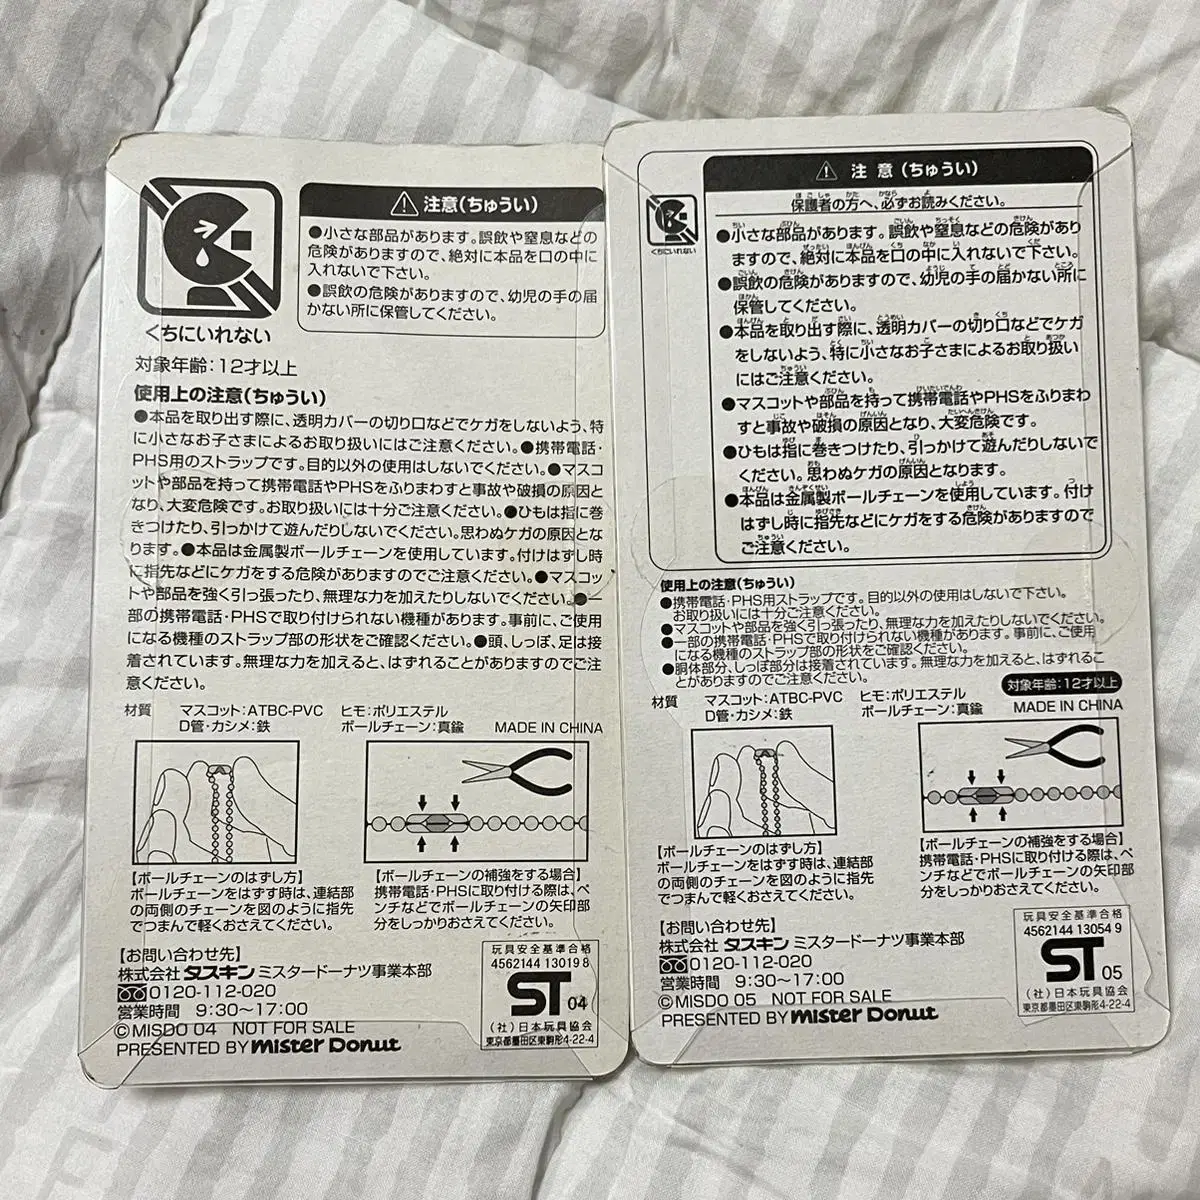 くちにいれない
注意(ちゅうい)
●小さな部品があります。誤飲や窒息などの
危険がありますので、絶対に本品を口の中に
入れないで下さい。
●誤飲の危険がありますので、幼児の手の届
かない所に保管してください。
対象年齢:12才以上
使用上の注意(ちゅうい)
●本品を取り出す際に、透明カバーの切り口などでケガをしないよう、特
に小さなお子さまによるお取り扱いにはご注意ください。●携帯電話・
PHS用のストラップです。目的以外の使用はしないでください。●マスコ
ットや部品を持って携帯電話やPHSをふりまわすと事故や破損の原因と
なり、大変危険です。お取り扱いには十分ご注意ください。●ひもは指に巻
きつけたり、引っかけて遊んだりしないでください。思わぬケガの原因とな
ります。●本品は金属製ボールチェーンを使用しています。付けはずし時
に指先などにケガをする危険がありますのでご注意ください。●マスコッ
トや部品を強く引っ張ったり、無理な力を加えたりしないでください。●一
部の携帯電話・PHSで取り付けられない機種があります。事前に、ご使用
になる機種のストラップ部の形状をご確認ください。●頭、しっぽ、足は接
着されています。無理な力を加えると、はずれることがありますのでご注
意ください。
材質 マスコット:ATBC-PVC ヒモ:ポリエステル
D管・カシメ:鉄 ボールチェーン:真鍮 MADE IN CHINA
【ボールチェーンのはずし方】
ボールチェーンをはずす時は、連結部
の両側のチェーンを図のように指先
でつまんで軽くおさえてください。
【ボールチェーンの補強をする場合】
携帯電話・PHSに取り付ける際は、ペ
ンチなどでボールチェーンの矢印部
分をしっかりおさえてください。
【お問い合わせ先】
株式会社 ダスキン ミスタードーナツ事業本部
0120-112-020
営業時間 9:30~17:00
©MISDO 04 NOT FOR SALE
PRESENTED BY mister Donut
玩具安全基準合格
4562144 13019 8
ST 04
(社)日本玩具協会
東京都墨田区東駒形4-22-4
くちにいれない
注意(ちゅうい)
保護者の方へ、必ずお読みください。
●小さな部品があります。誤飲や窒息などの危険があり
ますので、絶対に本品を口の中に入れないで下さい。
●誤飲の危険がありますので、幼児の手の届かない所に
保管してください。
●本品を取り出す際に、透明カバーの切り口などでケガ
をしないよう、特に小さなお子さまによるお取り扱い
にはご注意ください。
●マスコットや部品を持って携帯電話やPHSをふりまわ
すと事故や破損の原因となり、大変危険です。
●ひもは指に巻きつけたり、引っかけて遊んだりしないで
ください。思わぬケガの原因となります。
●本品は金属製ボールチェーンを使用しています。付け
はずし時に指先などにケガをする危険がありますので
ご注意ください。
使用上の注意(ちゅうい)
●携帯電話・PHS用ストラップです。目的以外の使用はしないで下さい。
お取り扱いには十分ご注意ください。
●マスコットや部品を強く引っ張ったり、無理な力を加えたりしないでください。
●一部の携帯電話・PHSで取り付けられない機種があります。事前に、ご使用
になる機種のストラップ部の形状をご確認ください。
●胴体部分、しっぽ部分は接着されています。無理な力を加えると、はずれるこ
とがありますのでご注意ください。
対象年齢:12才以上
材質 マスコット:ATBC-PVC ヒモ:ポリエステル MADE IN CHINA
D管・カシメ:鉄 ボールチェーン:真鍮
【ボールチェーンのはずし方】
ボールチェーンをはずす時は、連結部
の両側のチェーンを図のように指先
でつまんで軽くおさえてください。
【ボールチェーンの補強をする場合】
携帯電話・PHSに取り付ける際は、ペ
ンチなどでボールチェーンの矢印部
分をしっかりおさえてください。
【お問い合わせ先】
株式会社 ダスキン ミスタードーナツ事業本部
0120-112-020
営業時間 9:30~17:00
©MISDO 05 NOT FOR SALE
PRESENTED BY mister Donut
玩具安全基準合格
4562144 13054 9
ST 05
(社)日本玩具協会
東京都墨田区東駒形4-22-4